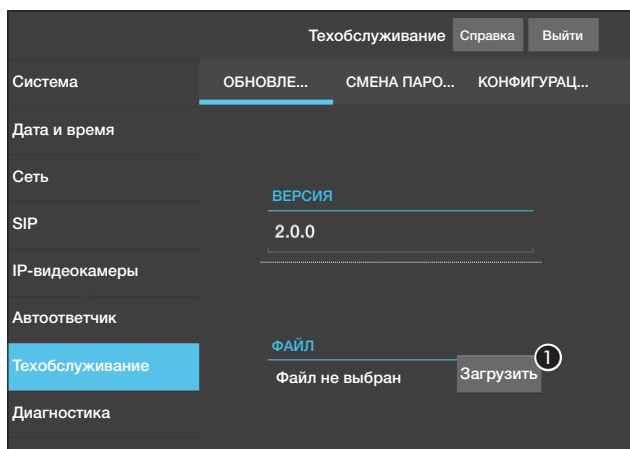 Техобслуживание Справка Выйти
Система
ОБНОВЛЕ... СМЕНА ПАРО... КОНФИГУРАЦ...
Дата и время
Сеть
ВЕРСИЯ
SIP
2.0.0
IP-видеокамеры
Автоответчик
ФАЙЛ
1
Техобслуживание
Файл не выбран Загрузить
Диагностика